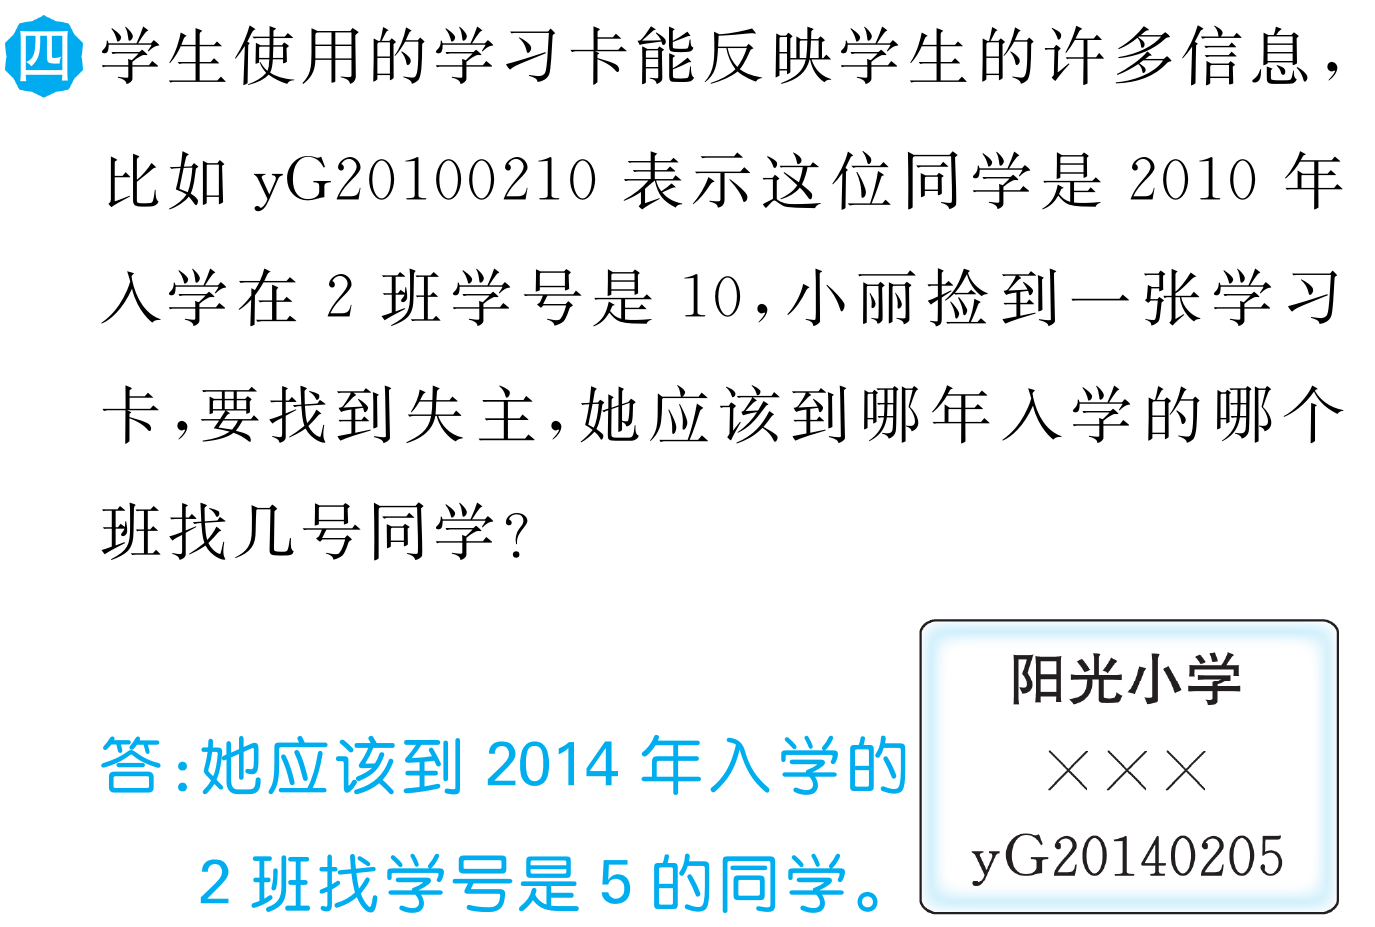 四 学生使用的学习卡能反映学生的许多信息，
比如 yG20100210 表示这位同学是 2010 年
入学在 2 班学号是 10，小丽捡到一张学习
卡，要找到失主，她应该到哪年入学的哪个
班找几号同学？
答：她应该到 2014 年入学的
2 班找学号是 5 的同学。
阳光小学
×××
yG20140205